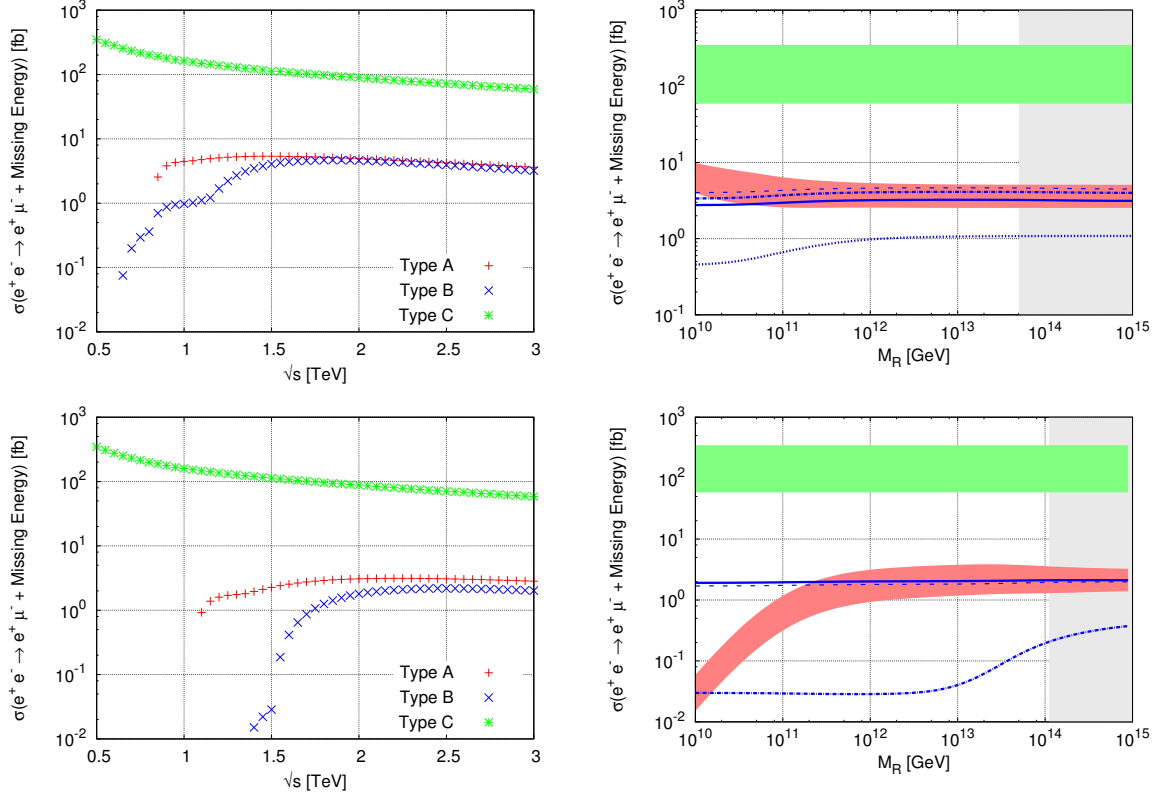 σ(e⁺ e⁻ → e⁺ μ⁻ + Missing Energy) [fb]
10³
10²
10¹
10⁰
10⁻¹
10⁻²
Type A
Type B
Type C
0.5 1 1.5 2 2.5 3
√s [TeV]
σ(e⁺ e⁻ → e⁺ μ⁻ + Missing Energy) [fb]
10³
10²
10¹
10⁰
10⁻¹
10¹⁰ 10¹¹ 10¹² 10¹³ 10¹⁴ 10¹⁵
M_R [GeV]
σ(e⁺ e⁻ → e⁺ μ⁻ + Missing Energy) [fb]
10³
10²
10¹
10⁰
10⁻¹
10⁻²
Type A
Type B
Type C
0.5 1 1.5 2 2.5 3
√s [TeV]
σ(e⁺ e⁻ → e⁺ μ⁻ + Missing Energy) [fb]
10³
10²
10¹
10⁰
10⁻¹
10⁻²
10¹⁰ 10¹¹ 10¹² 10¹³ 10¹⁴ 10¹⁵
M_R [GeV]